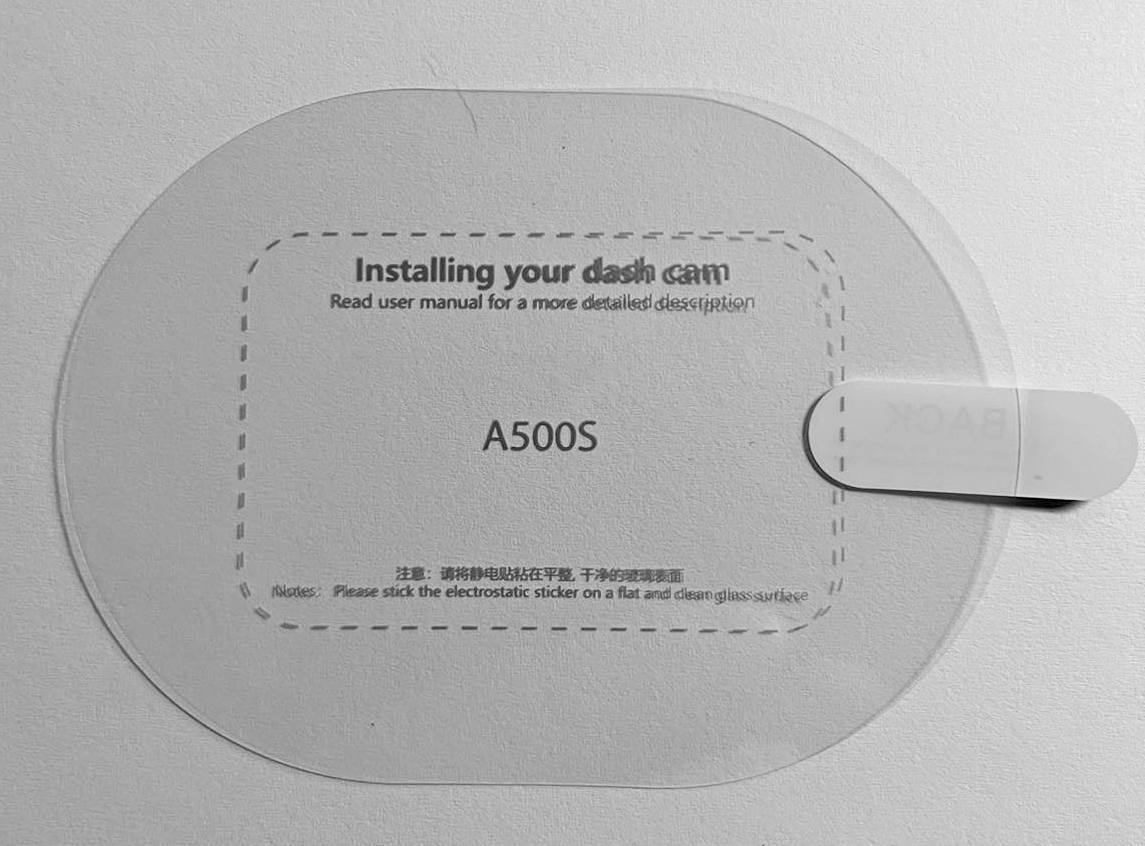 Installing your dash cam
Read user manual for a more detailed description
A500S
BACK
注意：请将静电贴粘在平整, 干净的玻璃表面
Notes: Please stick the electrostatic sticker on a flat and clean glass surface